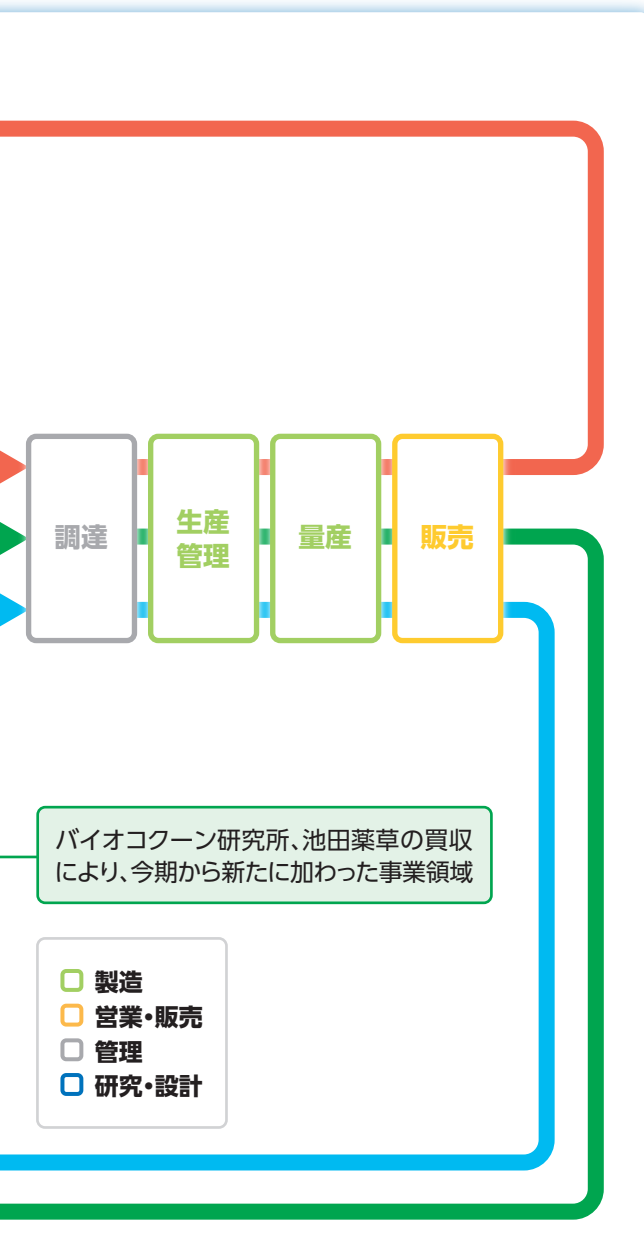 調達
生産
管理
量産
販売
バイオコクーン研究所、池田薬草の買収
により、今期から新たに加わった事業領域
製造
営業・販売
管理
研究・設計